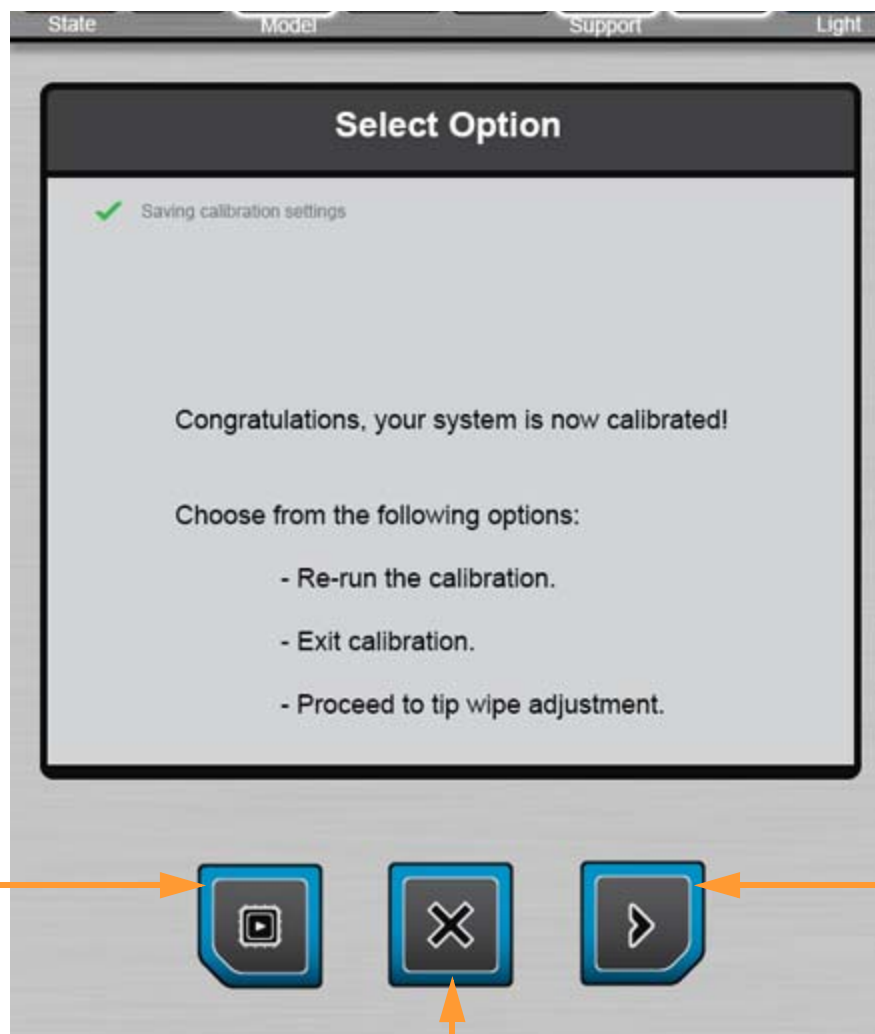 State Model Support Light
Select Option
Saving calibration settings
Congratulations, your system is now calibrated!
Choose from the following options:
- Re-run the calibration.
- Exit calibration.
- Proceed to tip wipe adjustment.